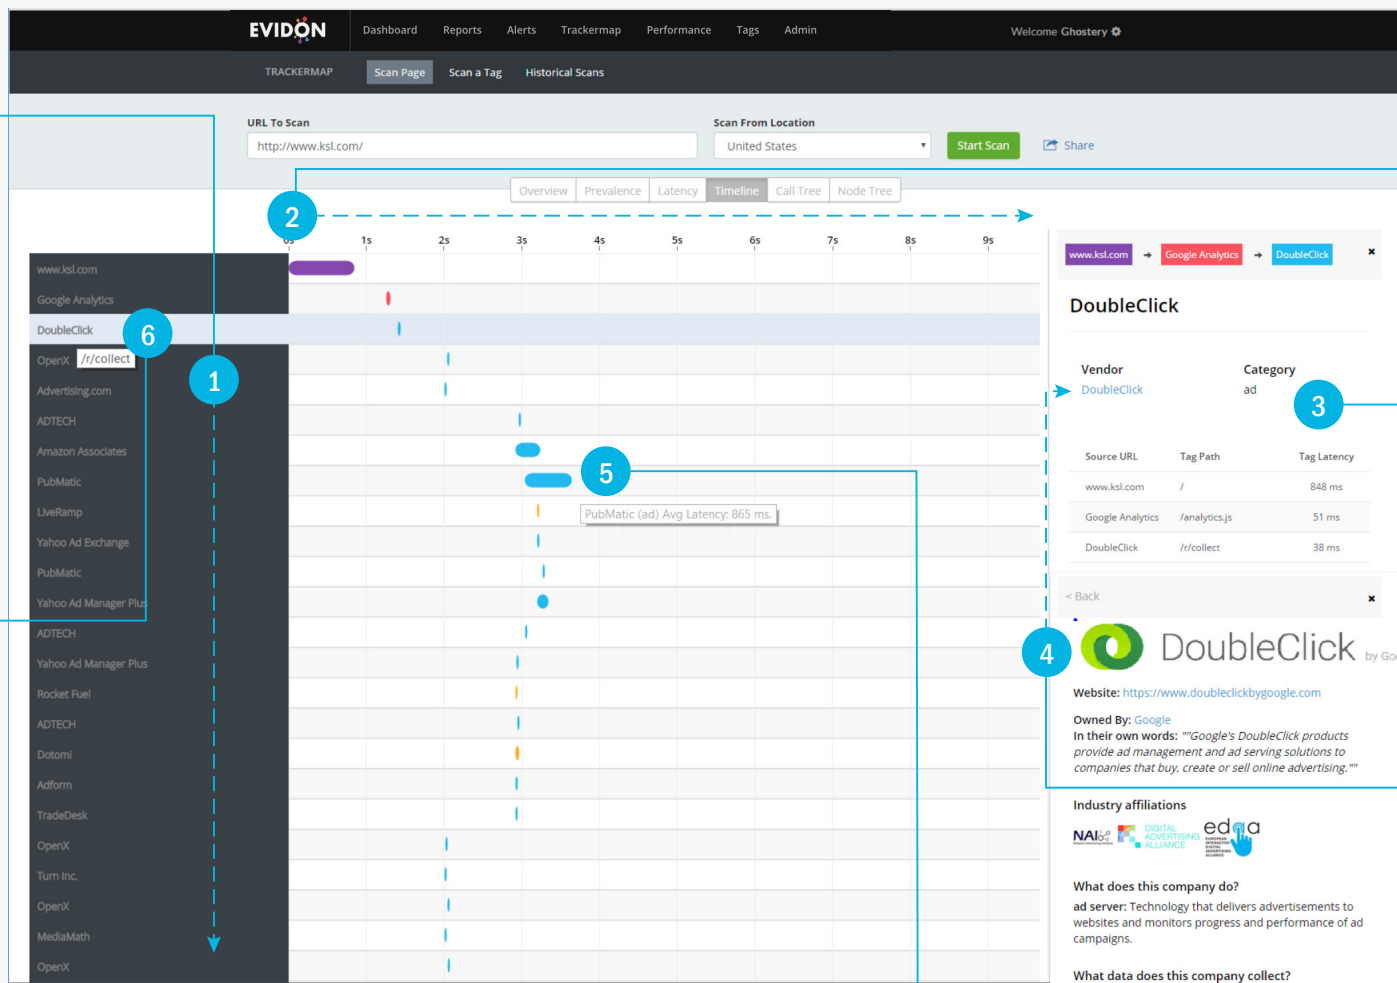 EVIDON
Dashboard Reports Alerts Trackermap Performance Tags Admin
Welcome Ghostery
TRACKERMAP Scan Page Scan a Tag Historical Scans
URL To Scan
http://www.ksl.com/
Scan From Location
United States
Start Scan
Share
Overview Prevalence Latency Timeline Call Tree Node Tree
2
0s 1s 2s 3s 4s 5s 6s 7s 8s 9s
www.ksl.com
Google Analytics
DoubleClick
6
OpenX
/r/collect
1
Advertising.com
ADTECH
Amazon Associates
PubMatic
5
LiveRamp
PubMatic (ad) Avg Latency: 865 ms.
Yahoo Ad Exchange
PubMatic
Yahoo Ad Manager Plus
ADTECH
Yahoo Ad Manager Plus
Rocket Fuel
ADTECH
Dotomi
Adform
TradeDesk
OpenX
Turn Inc.
OpenX
MediaMath
OpenX
www.ksl.com → Google Analytics → DoubleClick ×
DoubleClick
Vendor Category
DoubleClick ad
3
Source URL Tag Path Tag Latency
www.ksl.com / 848 ms
Google Analytics /analytics.js 51 ms
DoubleClick /r/collect 38 ms
< Back ×
4
DoubleClick by Goo
Website: https://www.doubleclickbygoogle.com
Owned By: Google
In their own words: ""Google's DoubleClick products
provide ad management and ad serving solutions to
companies that buy, create or sell online advertising.""
Industry affiliations
NAI
DIGITAL
ADVERTISING
ALLIANCE
edaa
EUROPEAN
INTERACTIVE
DIGITAL
ADVERTISING
ALLIANCE
What does this company do?
ad server: Technology that delivers advertisements to
websites and monitors progress and performance of ad
campaigns.
What data does this company collect?